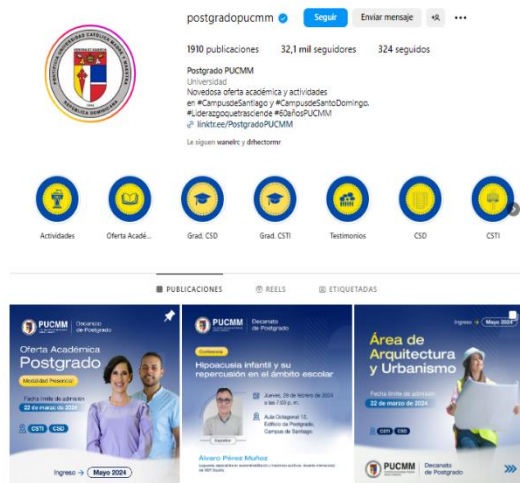 postgradopucmm
Seguir
Enviar mensaje
1910 publicaciones
32,1 mil seguidores
324 seguidos
Postgrado PUCMM
Universidad
Novedosa oferta académica y actividades
en #CampusdeSantiago y #CampusdeSantoDomingo.
#Liderazgoquetrasciende #60añosPUCMM
linktr.ee/PostgradoPUCMM
Le siguen wanelrc y drhectormr
Actividades
Oferta Acadé...
Grad. CSD
Grad. CSTI
Testimonios
CSD
CSTI
PUBLICACIONES
REELS
ETIQUETADAS
PUCMM
Decanato
de Postgrado
Oferta Académica
Postgrado
Modalidad Presencial
Fecha límite de admisión
22 de marzo de 2024
CSTI
CSD
Ingreso → Mayo 2024
PUCMM
Decanato
de Postgrado
Conferencia
Hipoacusia infantil y su
repercusión en el ámbito escolar
Jueves, 29 de febrero de 2024
a las 7:03 p. m.
Aula Octagonal 13,
Edificio de Postgrado,
Campus de Santiago.
Expositor
Álvaro Pérez Muñoz
Ingreso → Mayo 2024
Área de
Arquitectura
y Urbanismo
Fecha límite de admisión
22 de marzo de 2024
CSTI
CSD
PUCMM
Decanato
de Postgrado